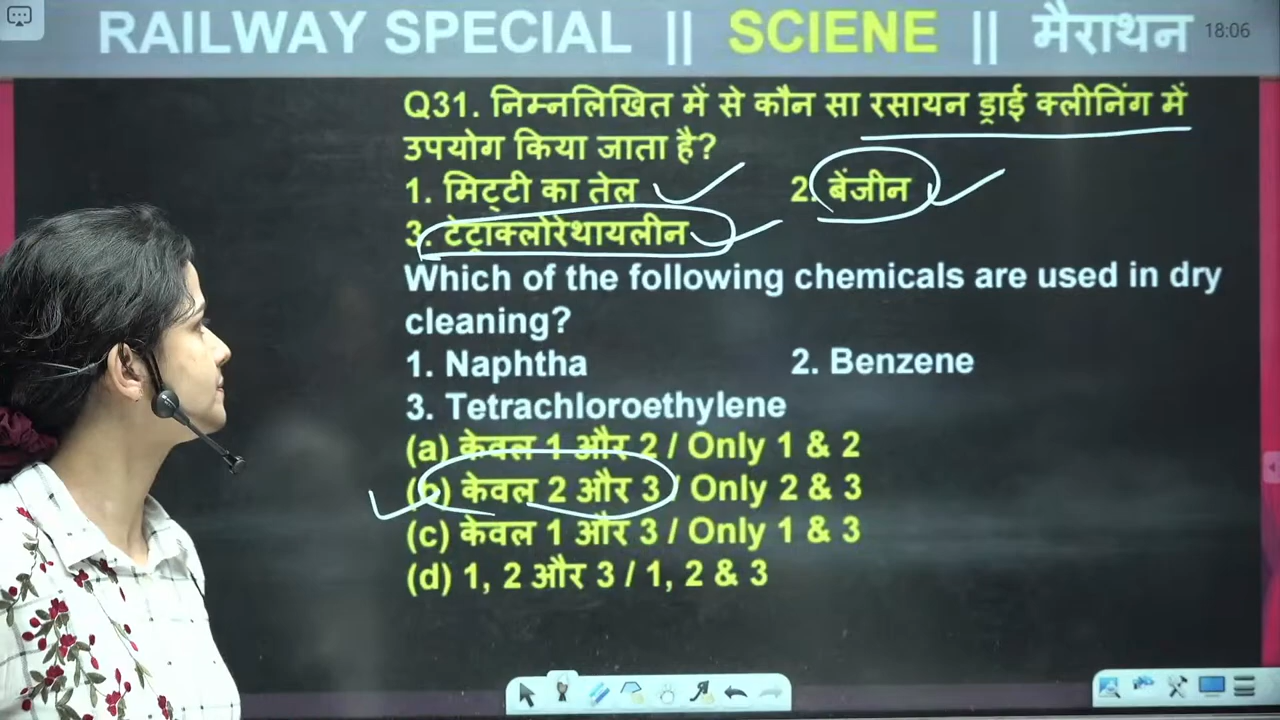 RAILWAY SPECIAL || SCIENE || मैराथन 18:06
Q31. निम्नलिखित में से कौन सा रसायन ड्राई क्लीनिंग में
उपयोग किया जाता है?
1. मिट्टी का तेल 2. बेंजीन
3. टेट्राक्लोरेथायलीन
Which of the following chemicals are used in dry
cleaning?
1. Naphtha 2. Benzene
3. Tetrachloroethylene
(a) केवल 1 और 2 / Only 1 & 2
(b) केवल 2 और 3 / Only 2 & 3
(c) केवल 1 और 3 / Only 1 & 3
(d) 1, 2 और 3 / 1, 2 & 3